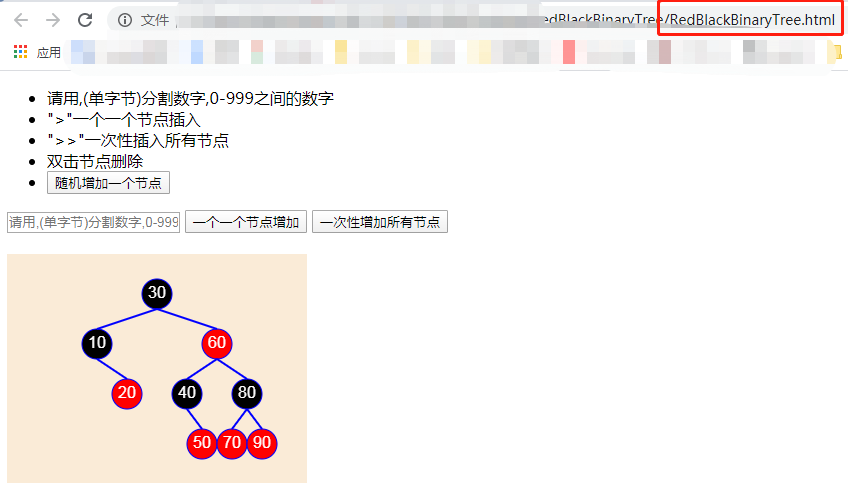 文件
edBlackBinaryTree/RedBlackBinaryTree.html
应用
请用,(单字节)分割数字,0-999之间的数字
">"一个一个节点插入
">>"一次性插入所有节点
双击节点删除
随机增加一个节点
请用,(单字节)分割数字,0-999 一个一个节点增加 一次性增加所有节点
30
10 60
20 40 80
50 70 90